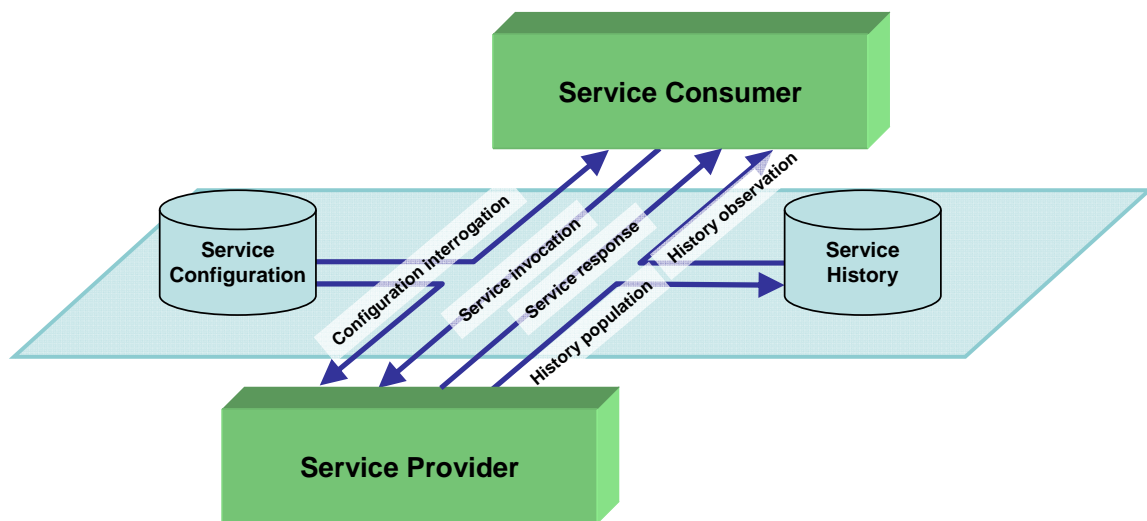 Service Consumer
Service
Configuration
Configuration interrogation
Service invocation
Service response
History observation
History population
Service
History
Service Provider